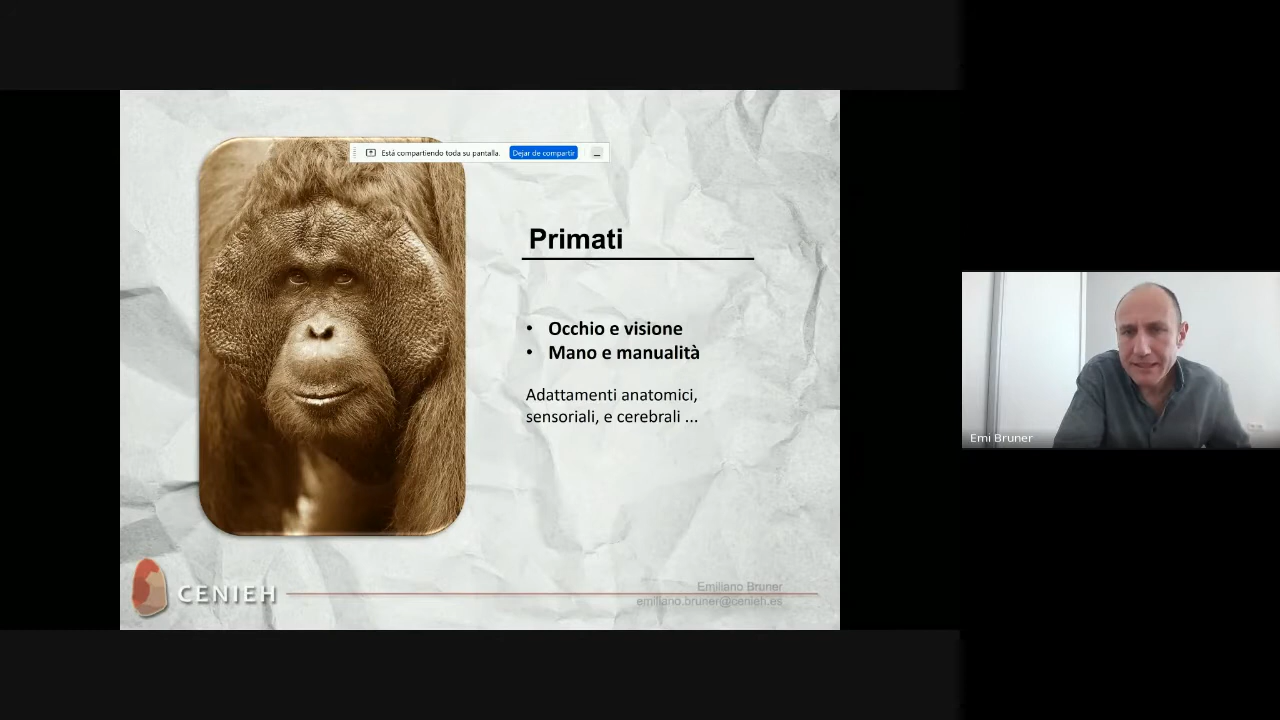 Está compartiendo toda su pantalla.
Dejar de compartir
Primati
• Occhio e visione
• Mano e manualità
Adattamenti anatomici,
sensoriali, e cerebrali ...
CENIEH
Emiliano Bruner
emiliano.bruner@cenieh.es
Emi Bruner